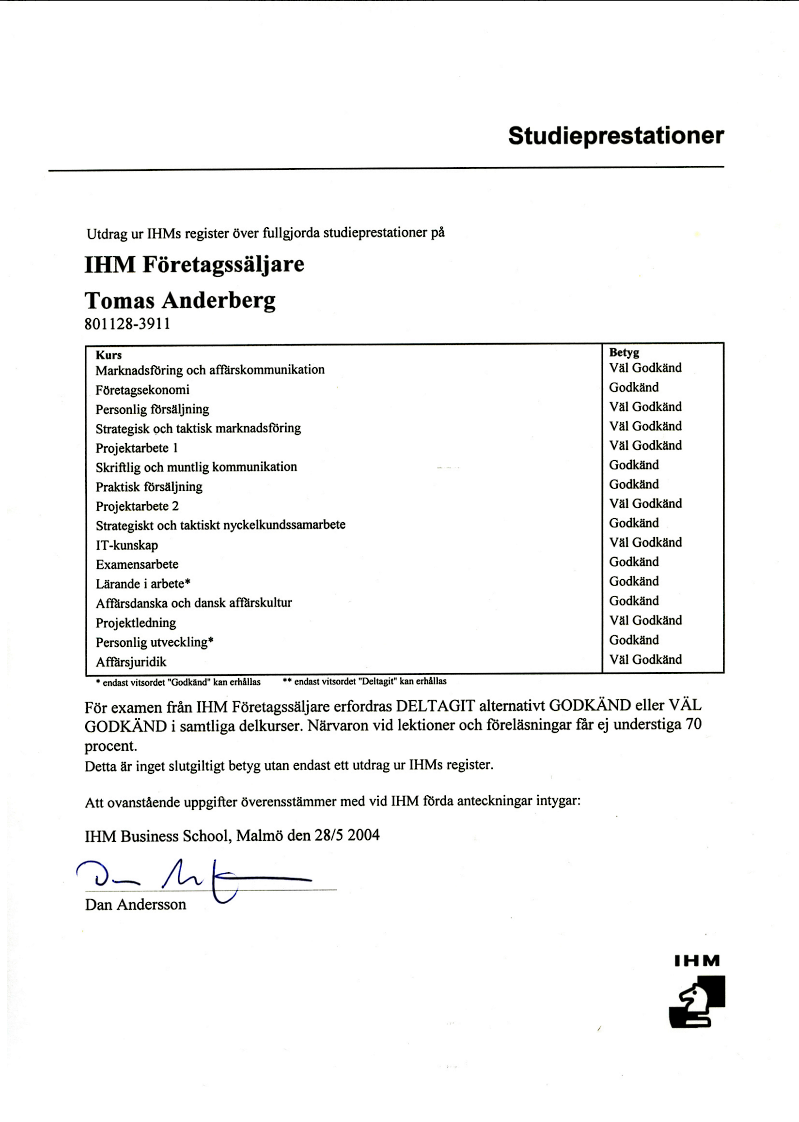 Studieprestationer
Utdrag ur IHMs register över fullgjorda studieprestationer på
IHM Företagssäljare
Tomas Anderberg
801128-3911
Kurs Betyg
Marknadsföring och affärskommunikation Väl Godkänd
Företagsekonomi Godkänd
Personlig försäljning Väl Godkänd
Strategisk och taktisk marknadsföring Väl Godkänd
Projektarbete 1 Väl Godkänd
Skriftlig och muntlig kommunikation Godkänd
Praktisk försäljning Godkänd
Projektarbete 2 Väl Godkänd
Strategiskt och taktiskt nyckelkundssamarbete Godkänd
IT-kunskap Väl Godkänd
Examensarbete Godkänd
Lärande i arbete* Godkänd
Affärsdanska och dansk affärskultur Godkänd
Projektledning Väl Godkänd
Personlig utveckling* Godkänd
Affärsjuridik Väl Godkänd
* endast vitsordet "Godkänd" kan erhållas ** endast vitsordet "Deltagit" kan erhållas
För examen från IHM Företagssäljare erfordras DELTAGIT alternativt GODKÄND eller VÄL
GODKÄND i samtliga delkurser. Närvaron vid lektioner och föreläsningar får ej understiga 70
procent.
Detta är inget slutgiltigt betyg utan endast ett utdrag ur IHMs register.
Att ovanstående uppgifter överensstämmer med vid IHM förda anteckningar intygar:
IHM Business School, Malmö den 28/5 2004
Dan Andersson
IHM